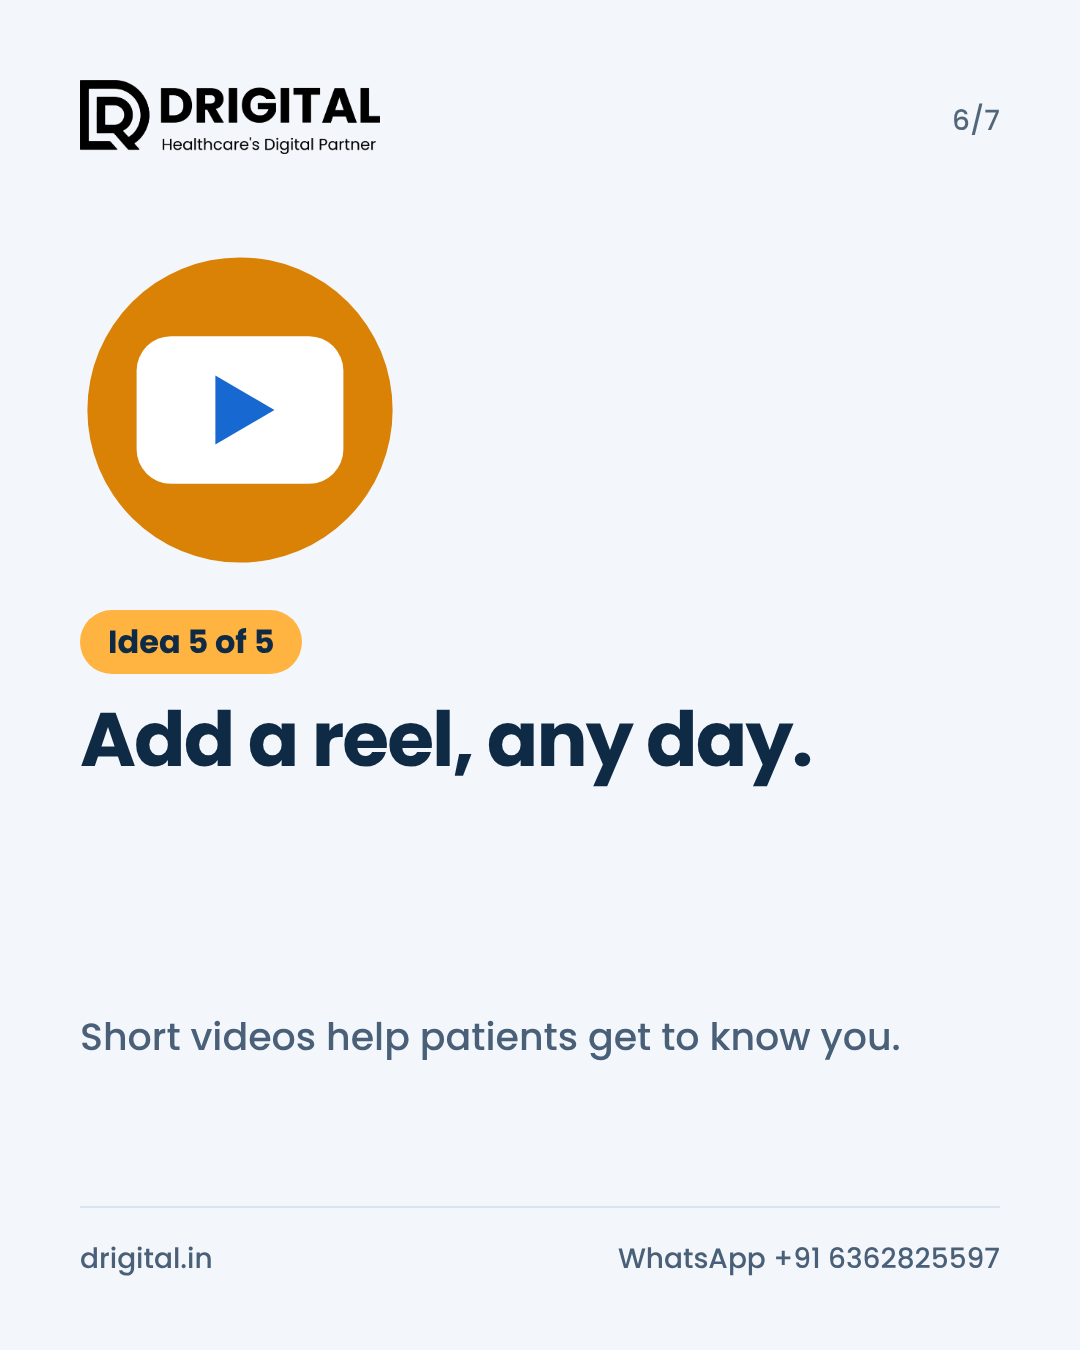 DRIGITAL
Healthcare's Digital Partner
6/7
Idea 5 of 5
Add a reel, any day.
Short videos help patients get to know you.
drigital.in
WhatsApp +91 6362825597